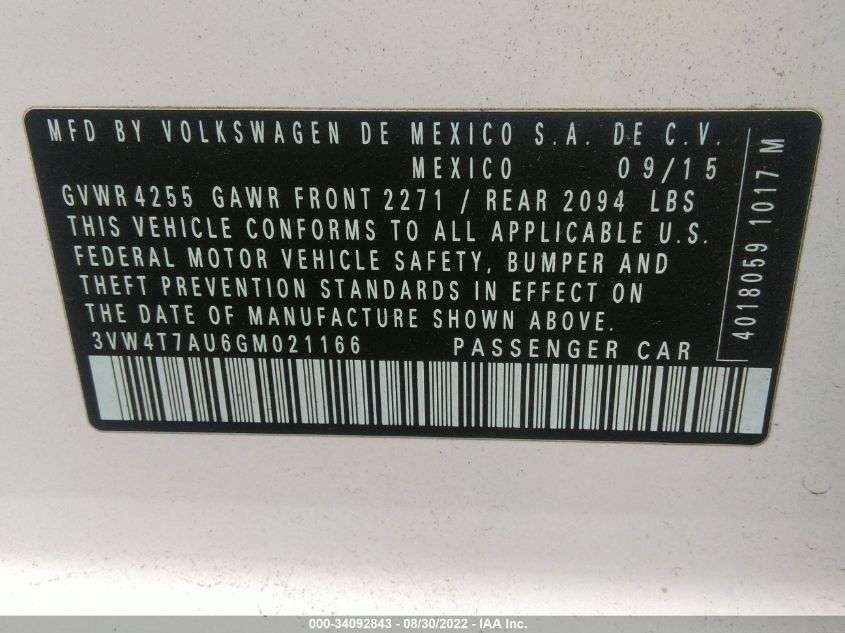 MFD BY VOLKSWAGEN DE MEXICO S.A. DE C.V.
MEXICO 09/15
GVWR 4255 GAWR FRONT 2271 / REAR 2094 LBS
THIS VEHICLE CONFORMS TO ALL APPLICABLE U.S.
FEDERAL MOTOR VEHICLE SAFETY, BUMPER AND
THEFT PREVENTION STANDARDS IN EFFECT ON
THE DATE OF MANUFACTURE SHOWN ABOVE.
3VW4T7AU6GM021166 PASSENGER CAR
4018059 1017 M
000-34092843 - 08/30/2022 - IAA Inc.